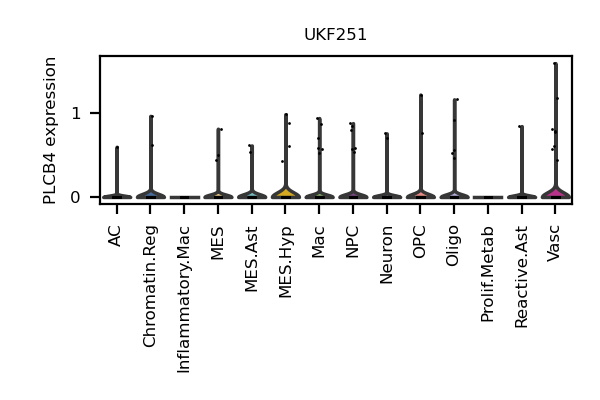 UKF251
PLCB4 expression
1
0
AC
Chromatin.Reg
Inflammatory.Mac
MES
MES.Ast
MES.Hyp
Mac
NPC
Neuron
OPC
Oligo
Prolif.Metab
Reactive.Ast
Vasc